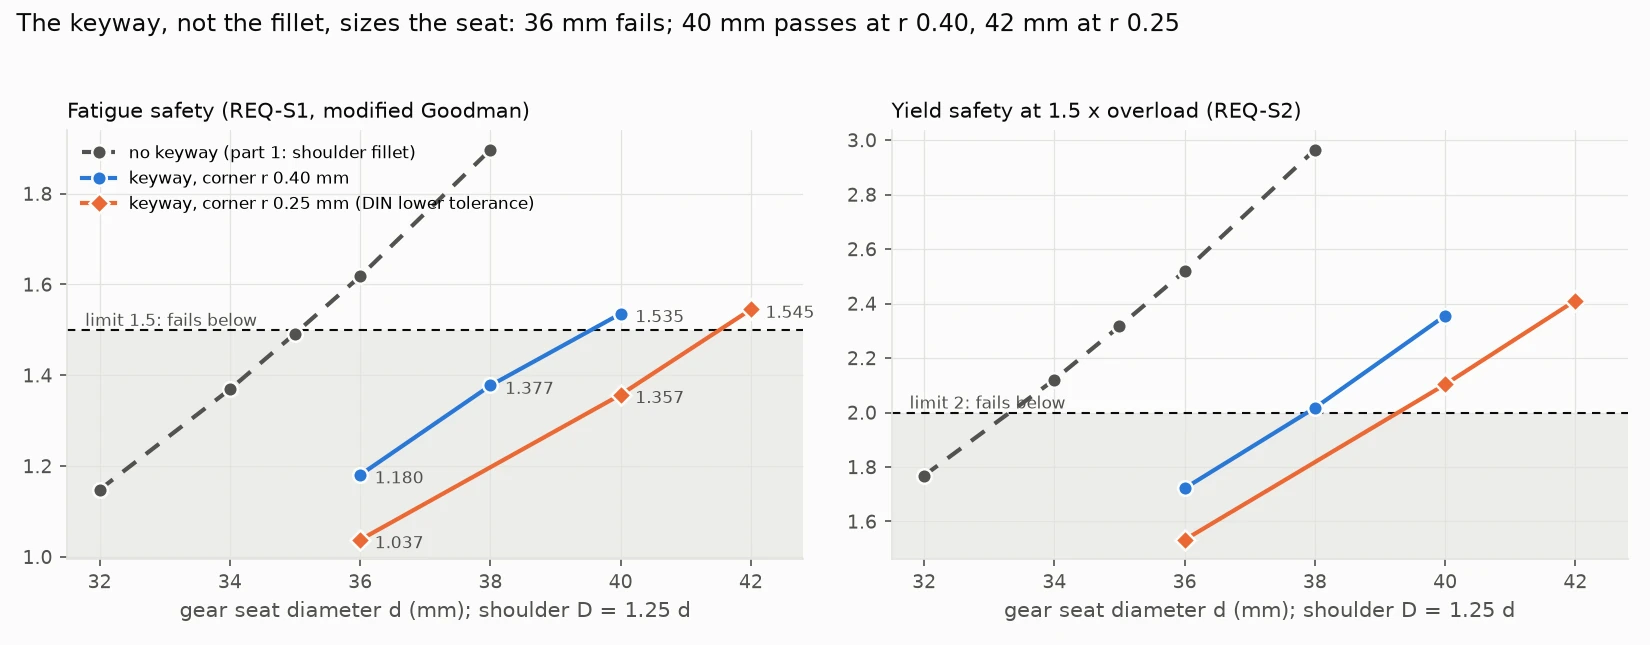 The keyway, not the fillet, sizes the seat: 36 mm fails; 40 mm passes at r 0.40, 42 mm at r 0.25
Fatigue safety (REQ-S1, modified Goodman)
no keyway (part 1: shoulder fillet)
keyway, corner r 0.40 mm
keyway, corner r 0.25 mm (DIN lower tolerance)
limit 1.5: fails below
1.8
1.6
1.4
1.2
1.0
1.535
1.545
1.377
1.357
1.180
1.037
32 34 36 38 40 42
gear seat diameter d (mm); shoulder D = 1.25 d
Yield safety at 1.5 x overload (REQ-S2)
3.0
2.8
2.6
2.4
2.2
2.0
1.8
1.6
limit 2: fails below
32 34 36 38 40 42
gear seat diameter d (mm); shoulder D = 1.25 d